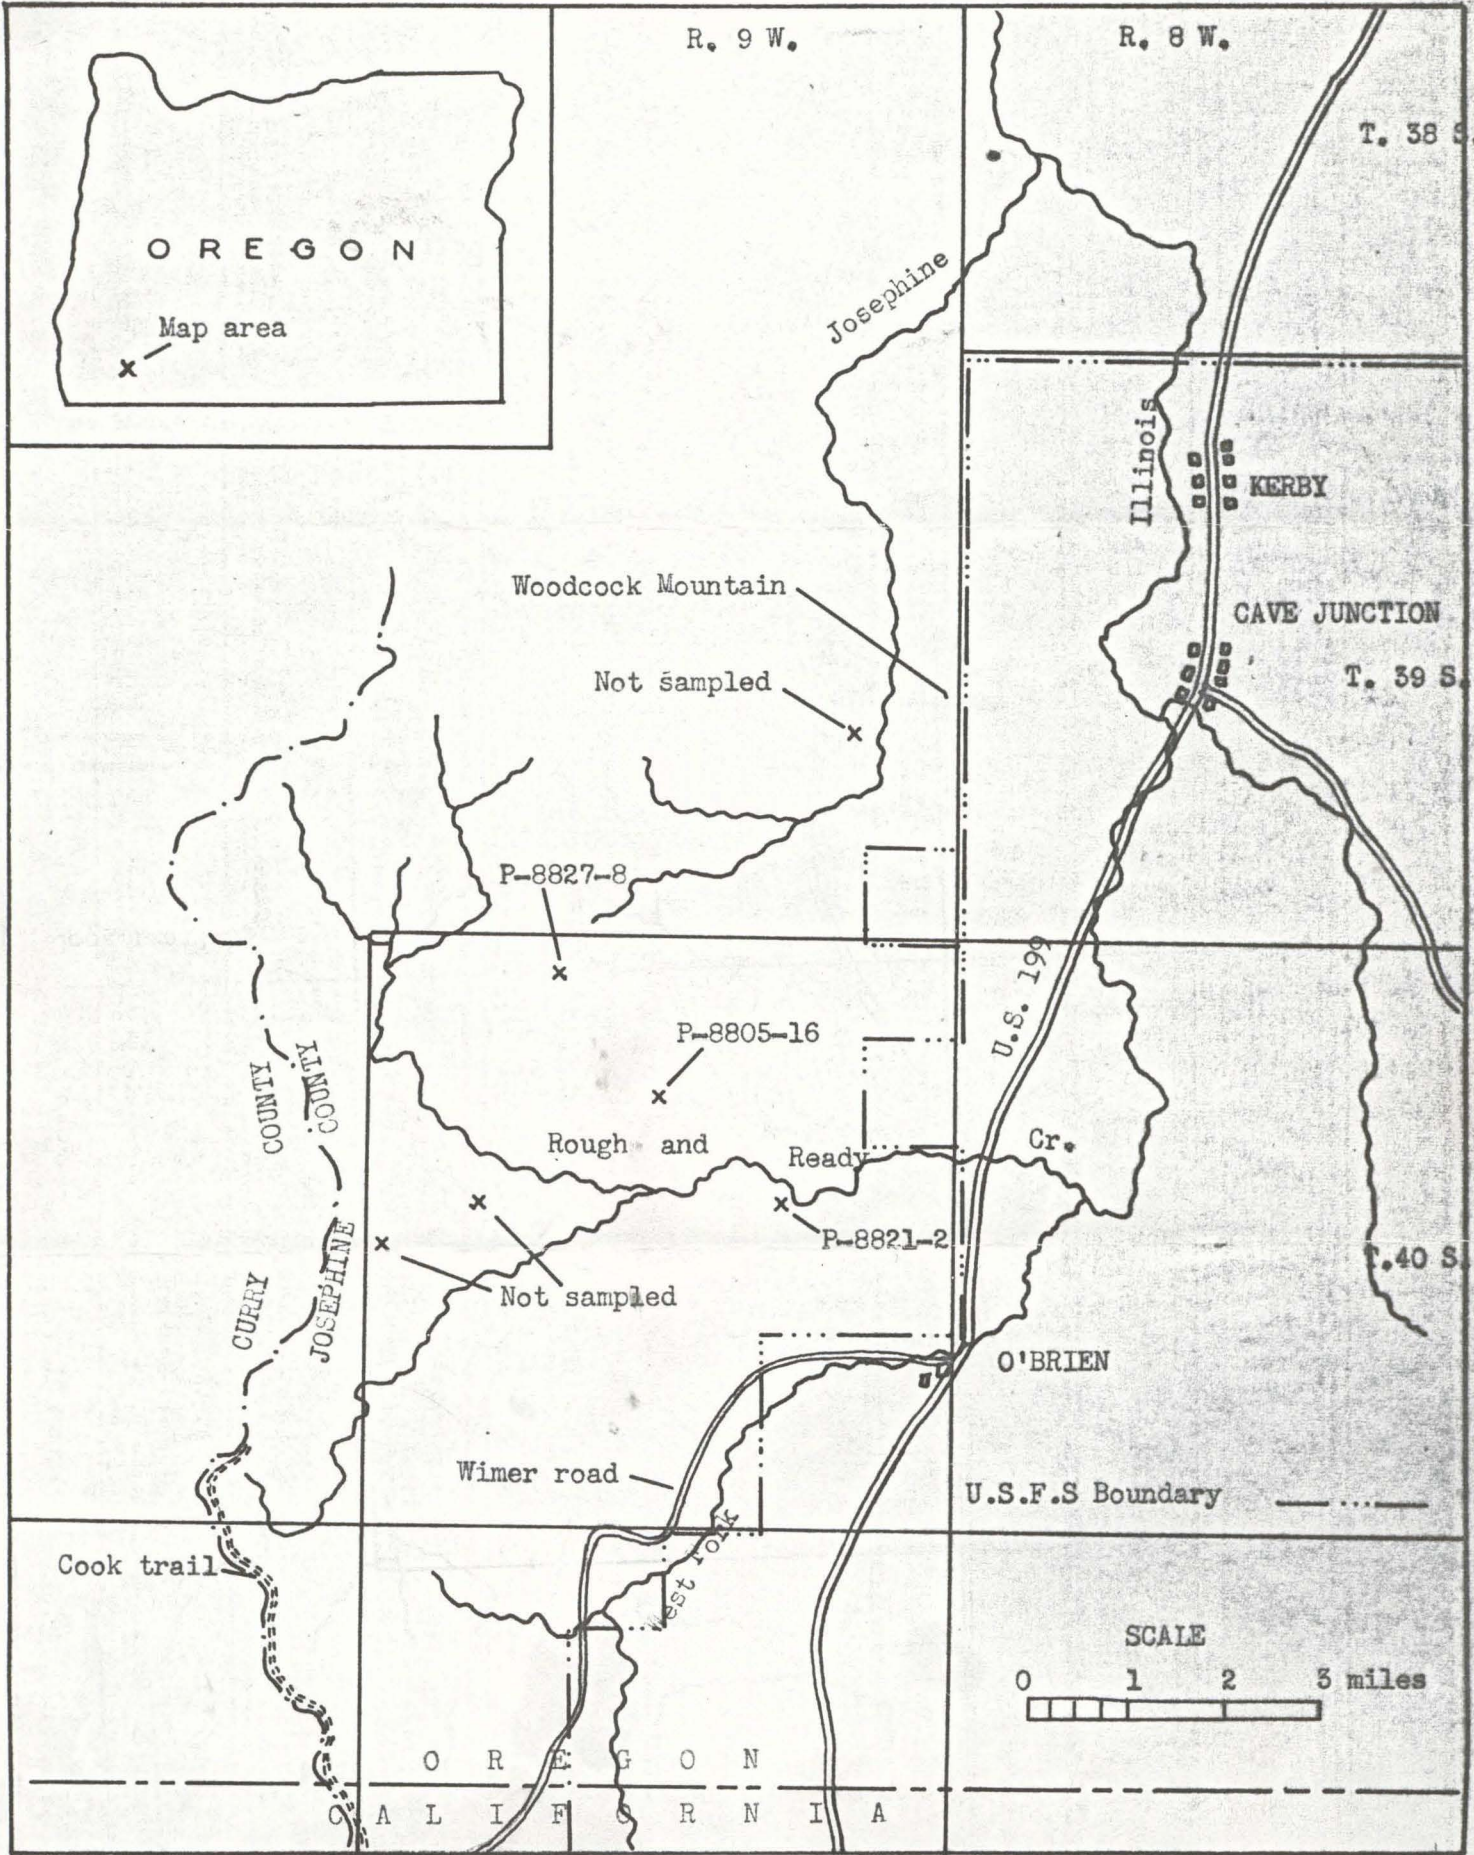 R. 9 W.
R. 8 W.
T. 38 S.
OREGON
Map area
x
Josephine
Illinois
KERBY
Woodcock Mountain
CAVE JUNCTION
Not sampled
T. 39 S.
x
P-8827-8
x
U.S. 199
P-8805-16
x
COUNTY
COUNTY
Rough and Ready Cr.
x
x
x
P-8821-2
T.40 S.
Not sampled
CURRY
JOSEPHINE
O'BRIEN
Wimer road
U.S.F.S Boundary
West Fork
Cook trail
SCALE
0 1 2 3 miles
OREGON
CALIFORNIA